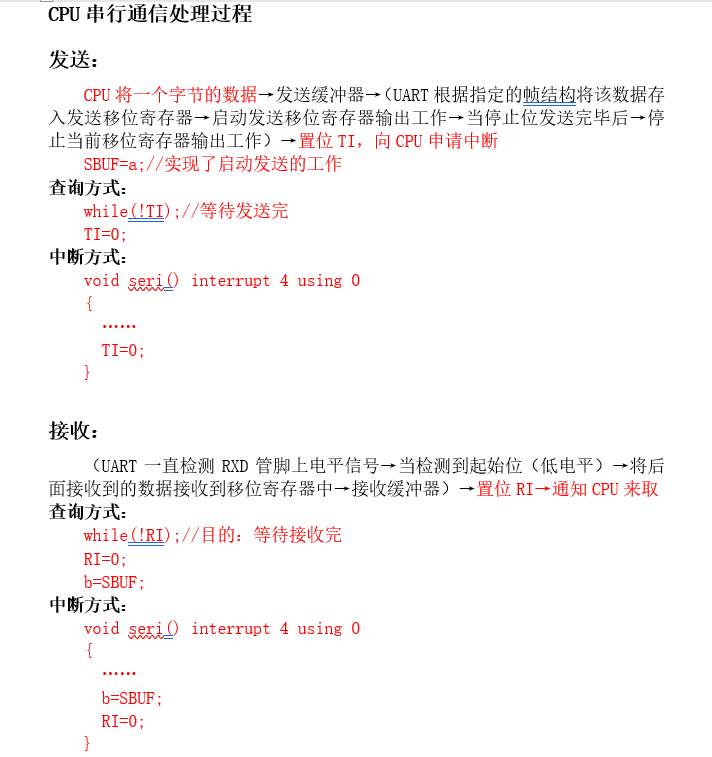 CPU 串行通信处理过程
发送：
CPU 将一个字节的数据→发送缓冲器→（UART 根据指定的帧结构将该数据存
入发送移位寄存器→启动发送移位寄存器输出工作→当停止位发送完毕后→停
止当前移位寄存器输出工作）→置位 TI，向 CPU 申请中断
SBUF=a;//实现了启动发送的工作
查询方式：
while(!TI);//等待发送完
TI=0;
中断方式：
void seri() interrupt 4 using 0
{
……
TI=0;
}
接收：
（UART 一直检测 RXD 管脚上电平信号→当检测到起始位（低电平）→将后
面接收到的数据接收到移位寄存器中→接收缓冲器）→置位 RI→通知 CPU 来取
查询方式：
while(!RI);//目的：等待接收完
RI=0;
b=SBUF;
中断方式：
void seri() interrupt 4 using 0
{
……
b=SBUF;
RI=0;
}